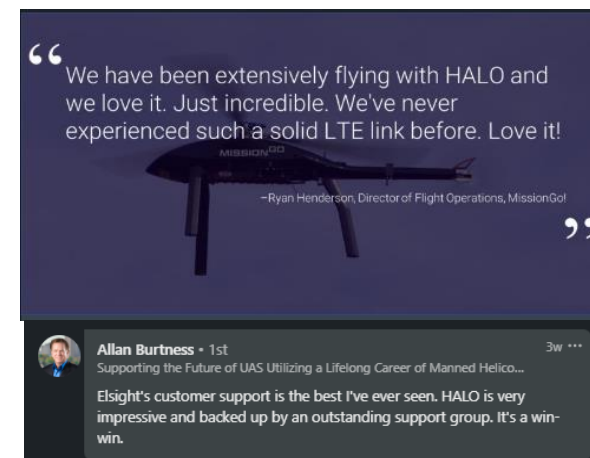 “
We have been extensively flying with HALO and
we love it. Just incredible. We've never
experienced such a solid LTE link before. Love it!
MISSIONGO
–Ryan Henderson, Director of Flight Operations, MissionGo!
”
Allan Burtness • 1st
3w •••
Supporting the Future of UAS Utilizing a Lifelong Career of Manned Helico...
Elsight's customer support is the best I've ever seen. HALO is very
impressive and backed up by an outstanding support group. It's a win-
win.